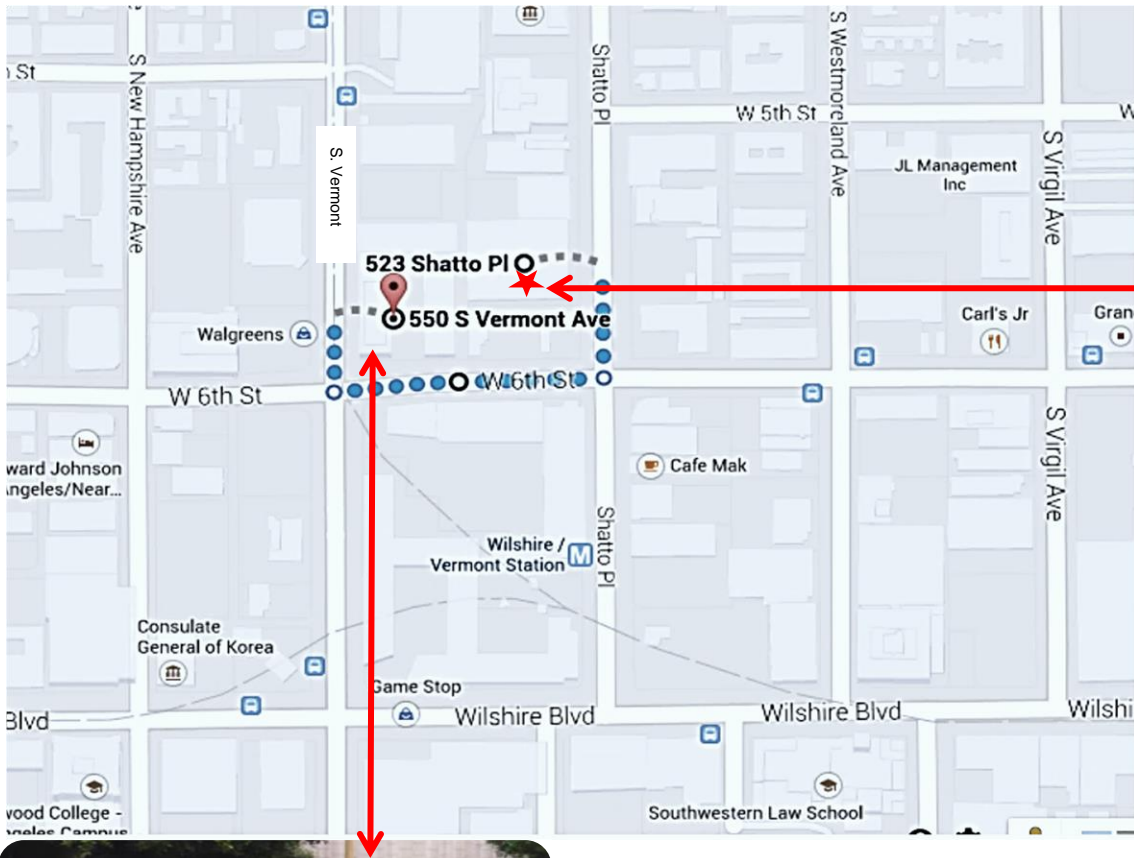 St
S New Hampshire Ave
S. Vermont
Shatto Pl
W 5th St
S Westmoreland Ave
JL Management
Inc
S Virgil Ave
W
523 Shatto Pl
550 S Vermont Ave
Walgreens
Carl's Jr
Gran
W 6th St
W 6th St
ward Johnson
Angeles/Near...
Cafe Mak
S Virgil Ave
Shatto Pl
Wilshire /
Vermont Station
M
Consulate
General of Korea
Game Stop
Blvd
Wilshire Blvd
Wilshire Blvd
Wilshi
wood College -
ngeles Campus
Southwestern Law School